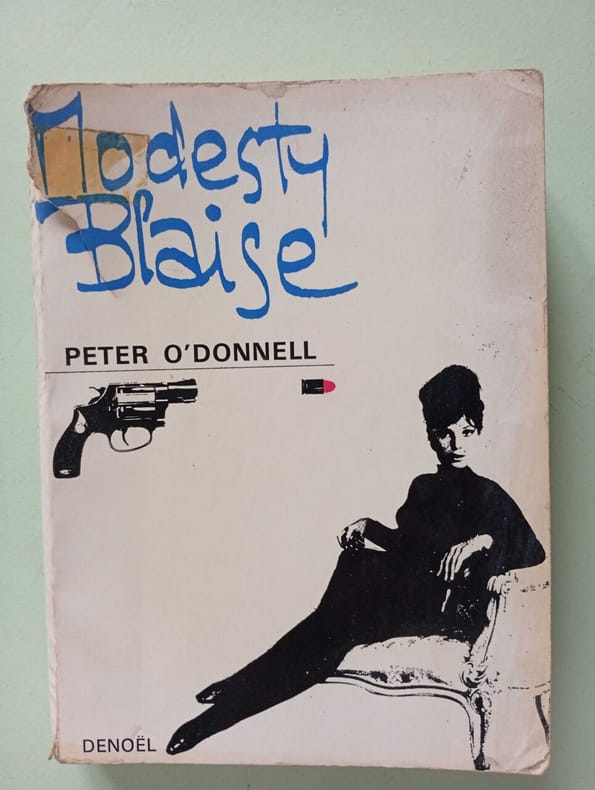 Modesty
Blaise
PETER O'DONNELL
DENOËL